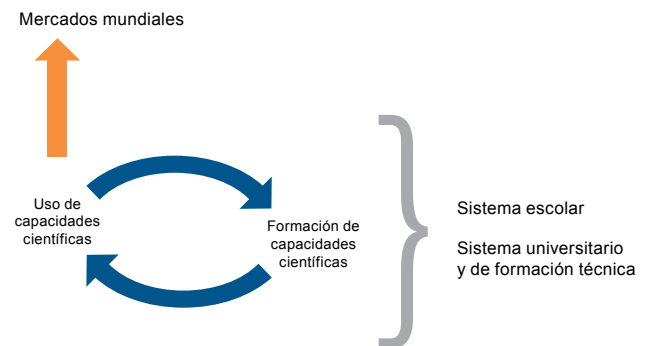 Mercados mundiales
Uso de
capacidades
científicas
Formación de
capacidades
científicas
Sistema escolar
Sistema universitario
y de formación técnica